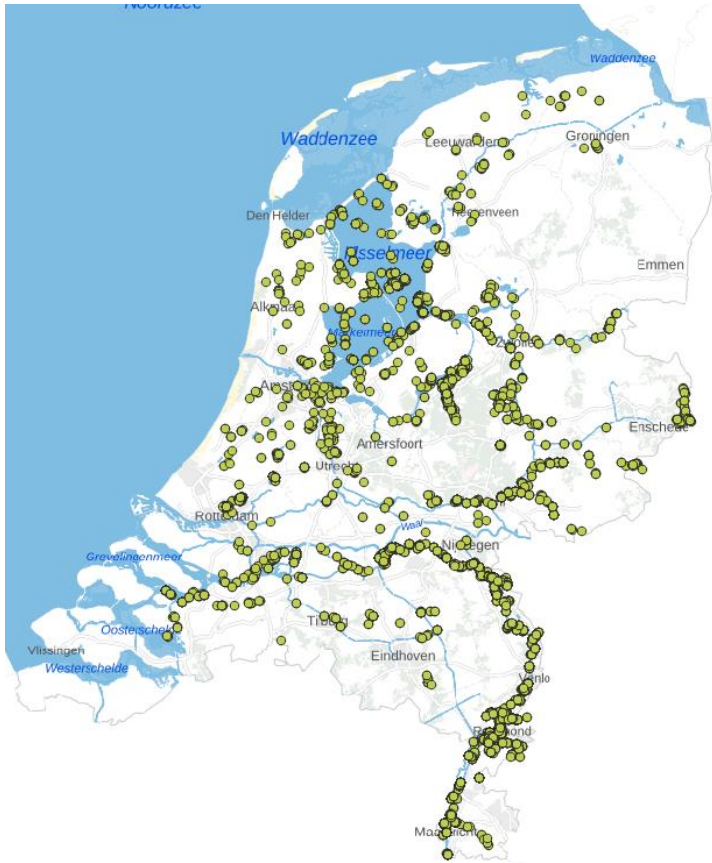 Noordzee
Waddenzee
Waddenzee
Leeuwarden
Groningen
Den Helder
Heerenveen
IJsselmeer
Emmen
Alkmaar
Markermeer
Zwolle
Amsterdam
Enschede
Amersfoort
Utrecht
Rotterdam
Waal
Nijmegen
Grevelingenmeer
Tilburg
Oosterschelde
Vlissingen
Eindhoven
Westerschelde
Venlo
Roermond
Maastricht